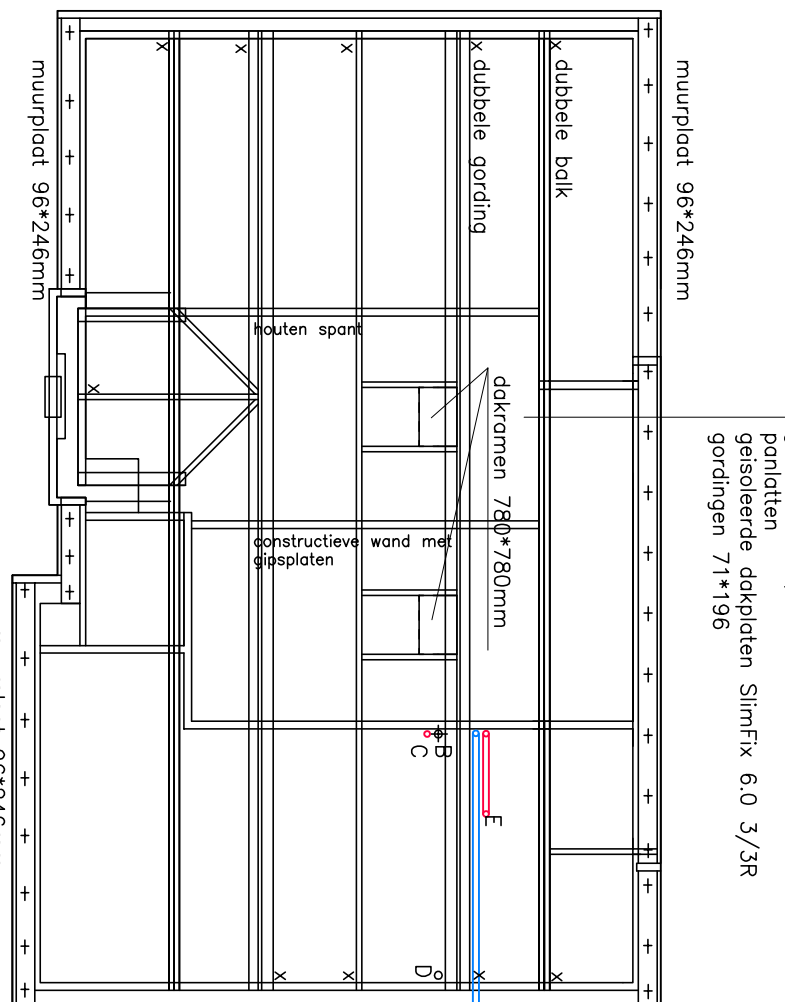 muurplaat 96*246mm
dubbele gording
dubbele balk
muurplaat 96*246mm
houten spant
dakramen 780*780mm
panlatten
geisoleerde dakplaten SlimFix 6.0 3/3R
gordingen 71*196
constructieve wand met
gipsplaten
B
C
E
D
x
x
x
x
x
x
x
x
x
x